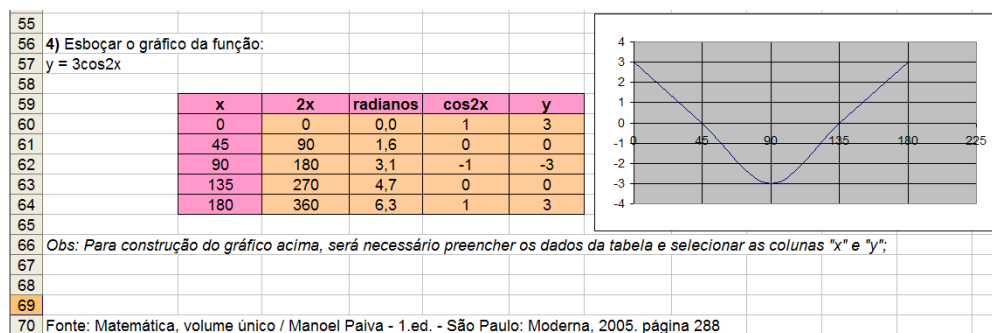 55
56 4) Esboçar o gráfico da função:
57 y = 3cos2x
58
59 x 2x radianos cos2x y
60 0 0 0,0 1 3
61 45 90 1,6 0 0
62 90 180 3,1 -1 -3
63 135 270 4,7 0 0
64 180 360 6,3 1 3
65
4
3
2
1
0
-1
-2
-3
-4
0 45 90 135 180 225
66 Obs: Para construção do gráfico acima, será necessário preencher os dados da tabela e selecionar as colunas "x" e "y";
67
68
69
70 Fonte: Matemática, volume único / Manoel Paiva - 1.ed. - São Paulo: Moderna, 2005. página 288